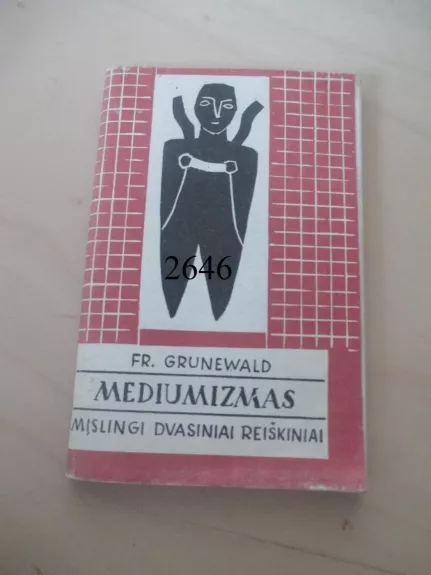 2646
FR. GRUNEWALD
MEDIUMIZMAS
MĮSLINGI DVASINIAI REIŠKINIAI